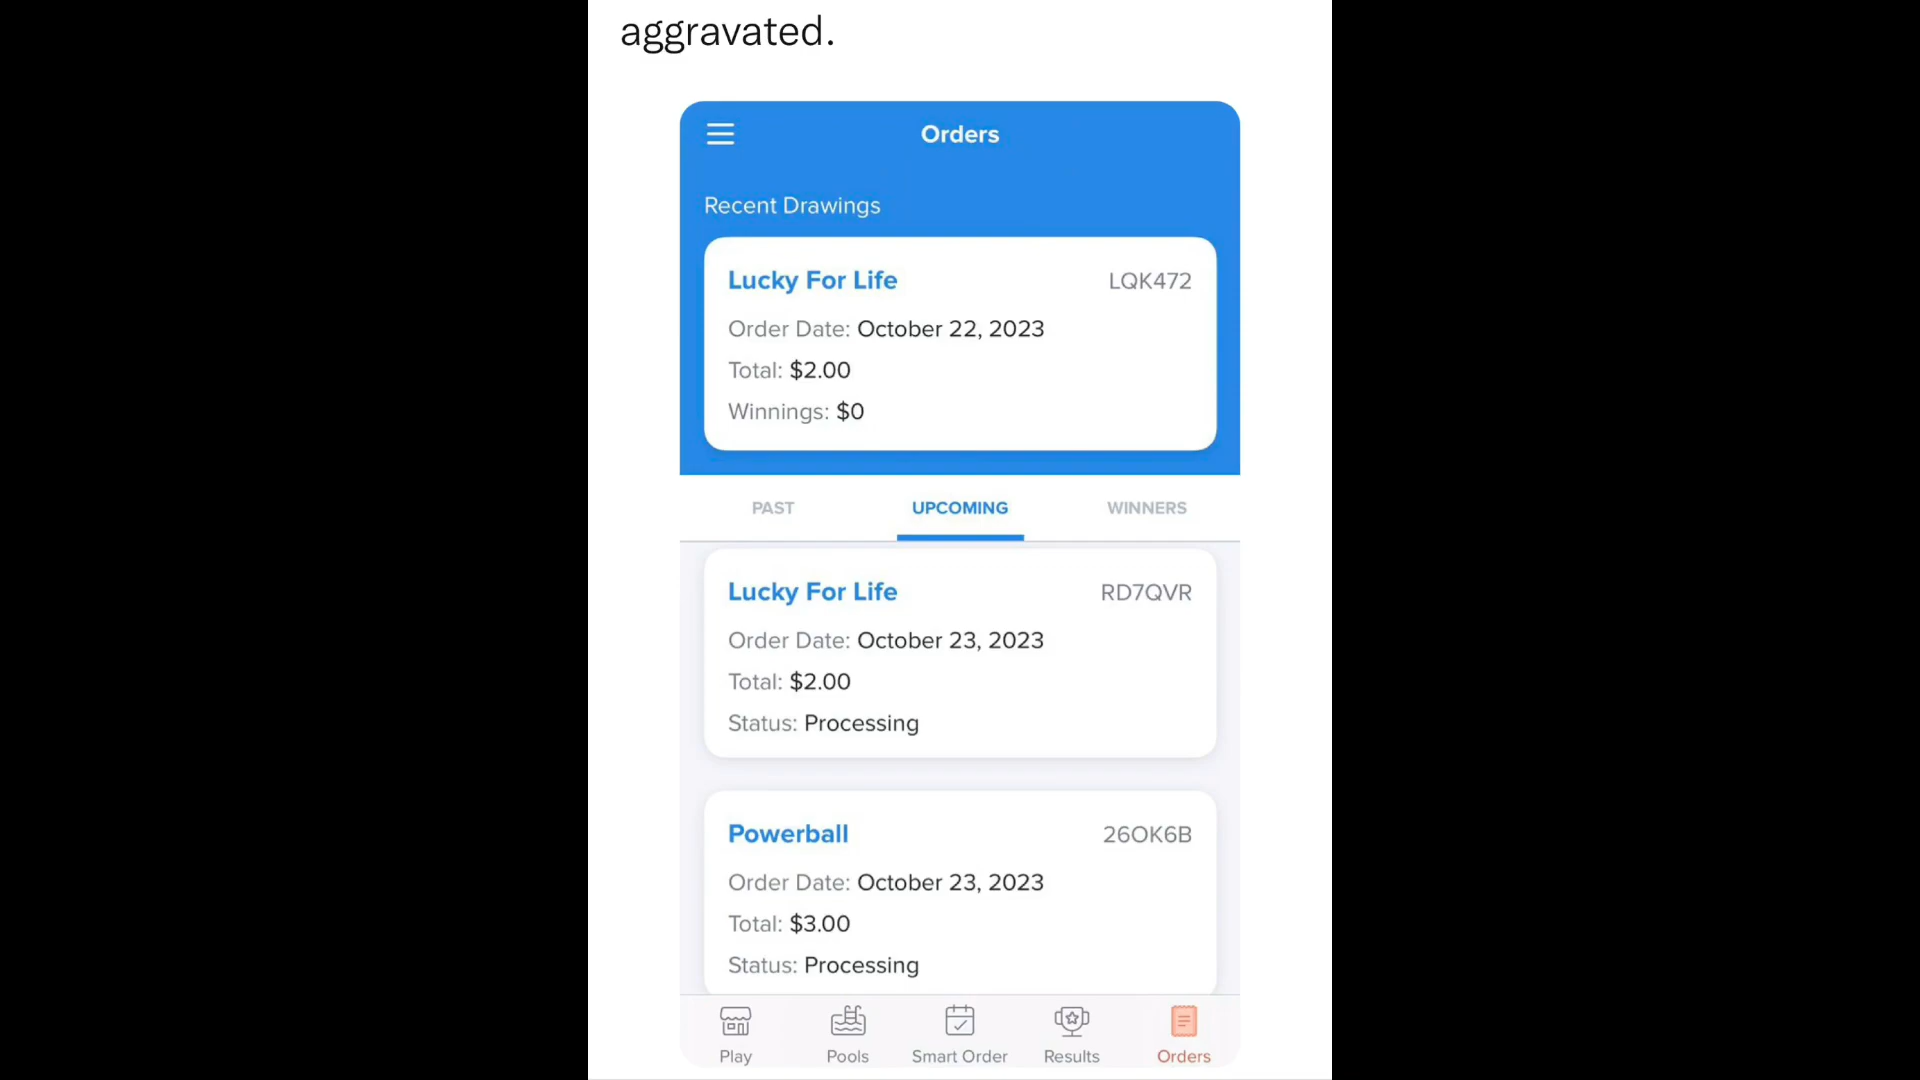 aggravated.
Orders
Recent Drawings
Lucky For Life LQK472
Order Date: October 22, 2023
Total: $2.00
Winnings: $0
PAST UPCOMING WINNERS
Lucky For Life RD7QVR
Order Date: October 23, 2023
Total: $2.00
Status: Processing
Powerball 26OK6B
Order Date: October 23, 2023
Total: $3.00
Status: Processing
Play Pools Smart Order Results Orders